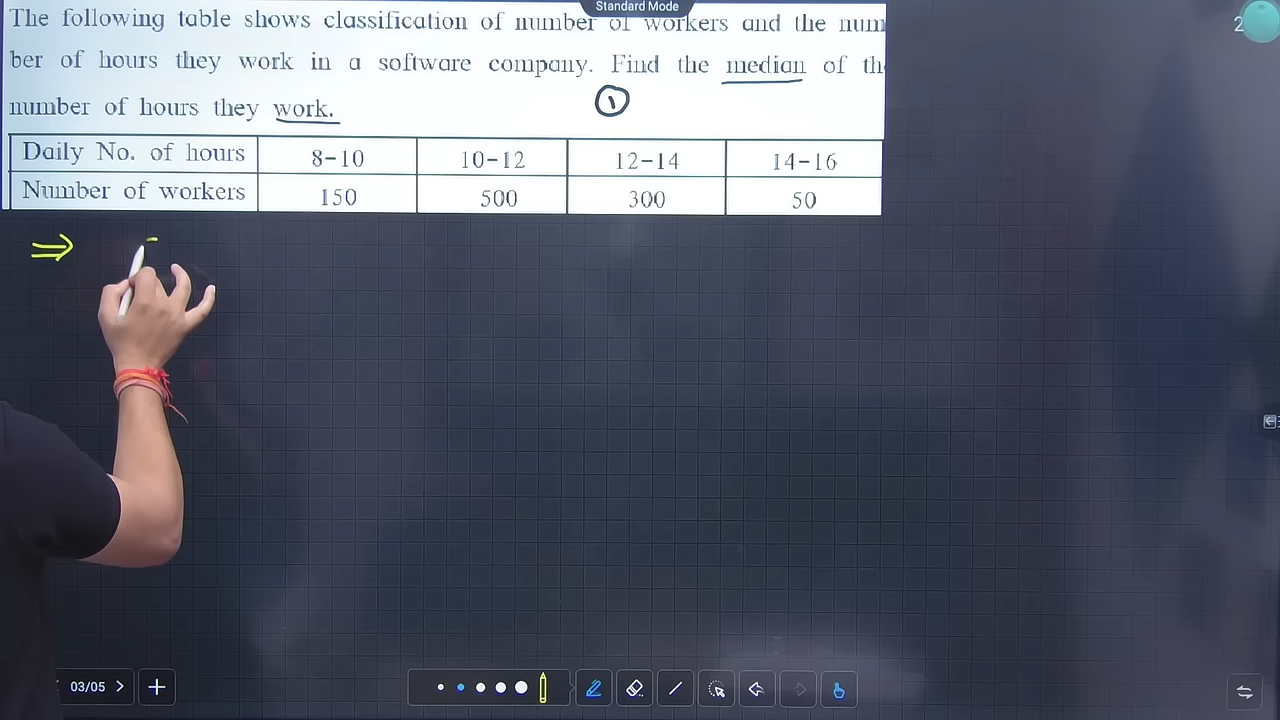 Standard Mode
The following table shows classification of number of workers and the num
ber of hours they work in a software company. Find the median of th
number of hours they work.
1
Daily No. of hours 8-10 10-12 12-14 14-16
Number of workers 150 500 300 50
⇒
03/05
2